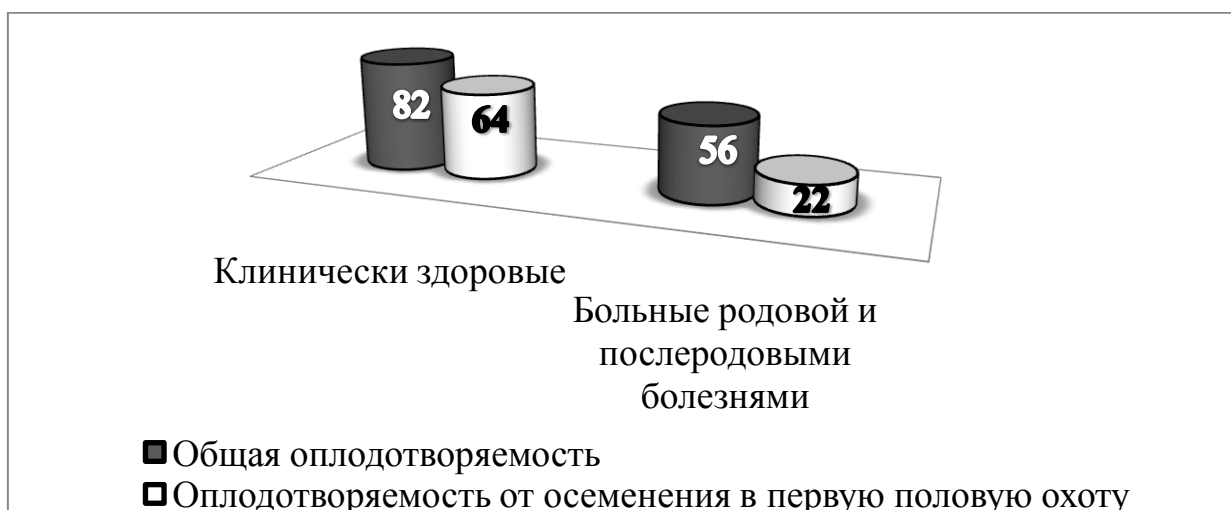 82
64
56
22
Клинически здоровые
Больные родовой и
послеродовыми
болезнями
Общая оплодотворяемость
Оплодотворяемость от осеменения в первую половую охоту